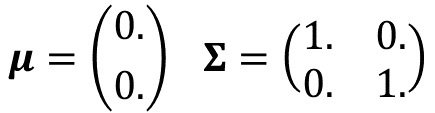 𝝁 = (0. 0.) 𝚺 = (1. 0. 0. 1.)